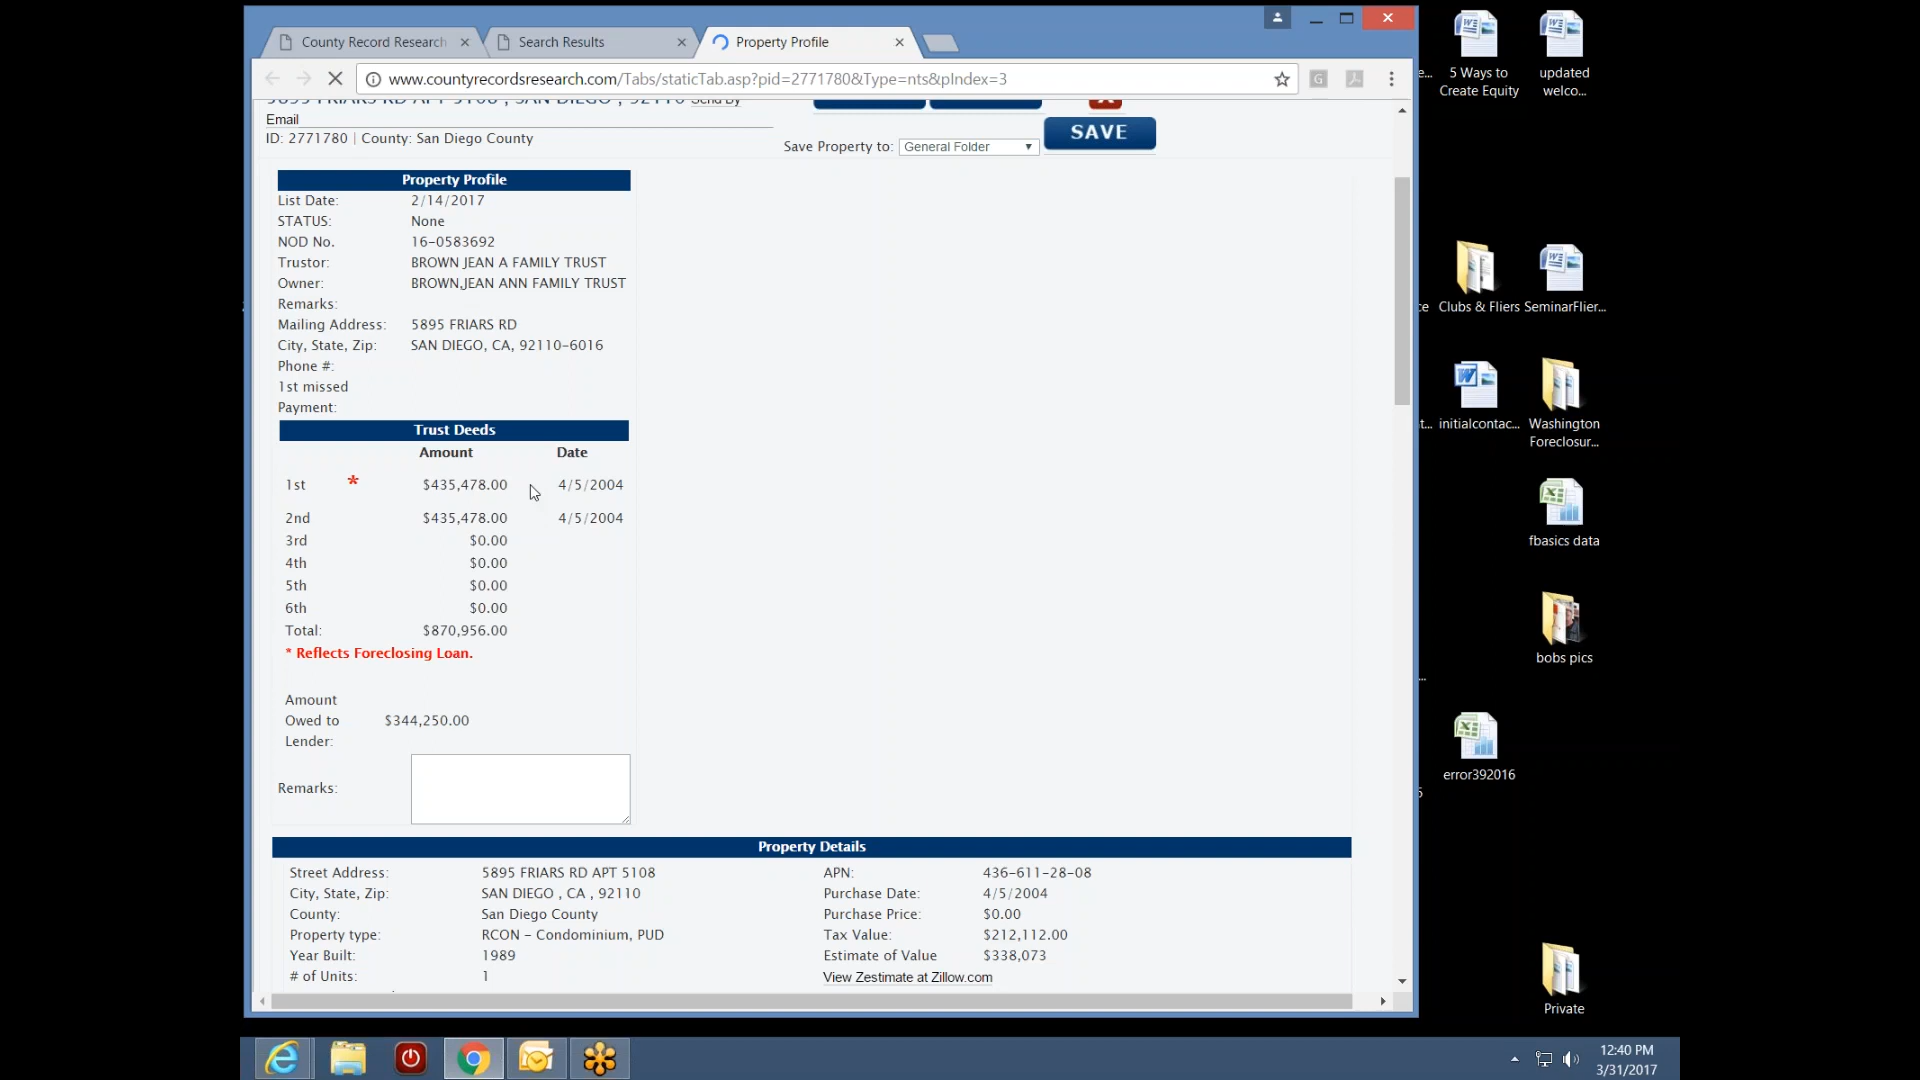 County Record Research
Search Results
Property Profile
www.countyrecordsresearch.com/Tabs/staticTab.asp?pid=2771780&Type=nts&pIndex=3
5895 FRIARS RD APT 5108 , SAN DIEGO , 92110 Send By
Email
ID: 2771780 | County: San Diego County
Save Property to: General Folder
SAVE
Property Profile
List Date: 2/14/2017
STATUS: None
NOD No. 16-0583692
Trustor: BROWN JEAN A FAMILY TRUST
Owner: BROWN,JEAN ANN FAMILY TRUST
Remarks:
Mailing Address: 5895 FRIARS RD
City, State, Zip: SAN DIEGO, CA, 92110-6016
Phone #:
1st missed
Payment:
Trust Deeds
Amount Date
1st * $435,478.00 4/5/2004
2nd $435,478.00 4/5/2004
3rd $0.00
4th $0.00
5th $0.00
6th $0.00
Total: $870,956.00
* Reflects Foreclosing Loan.
Amount
Owed to $344,250.00
Lender:
Remarks:
Property Details
Street Address: 5895 FRIARS RD APT 5108 APN: 436-611-28-08
City, State, Zip: SAN DIEGO , CA , 92110 Purchase Date: 4/5/2004
County: San Diego County Purchase Price: $0.00
Property type: RCON - Condominium, PUD Tax Value: $212,112.00
Year Built: 1989 Estimate of Value $338,073
# of Units: 1 View Zestimate at Zillow.com
5 Ways to
Create Equity
updated
welco...
Clubs & Fliers
SeminarFlier...
initialcontac...
Washington
Foreclosur...
fbasics data
bobs pics
error392016
Private
12:40 PM
3/31/2017